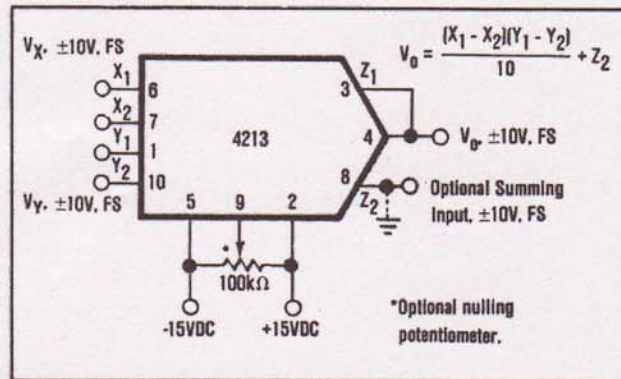 V_X, ±10V, FS
X_1
6
X_2
7
Y_1
1
Y_2
10
V_Y, ±10V, FS
4213
Z_1
3
4
8
Z_2
5
9
2
V_0 = (X_1 - X_2)(Y_1 - Y_2) / 10 + Z_2
V_0, ±10V, FS
Optional Summing
Input, ±10V, FS
*
100kΩ
-15VDC
+15VDC
*Optional nulling
potentiometer.